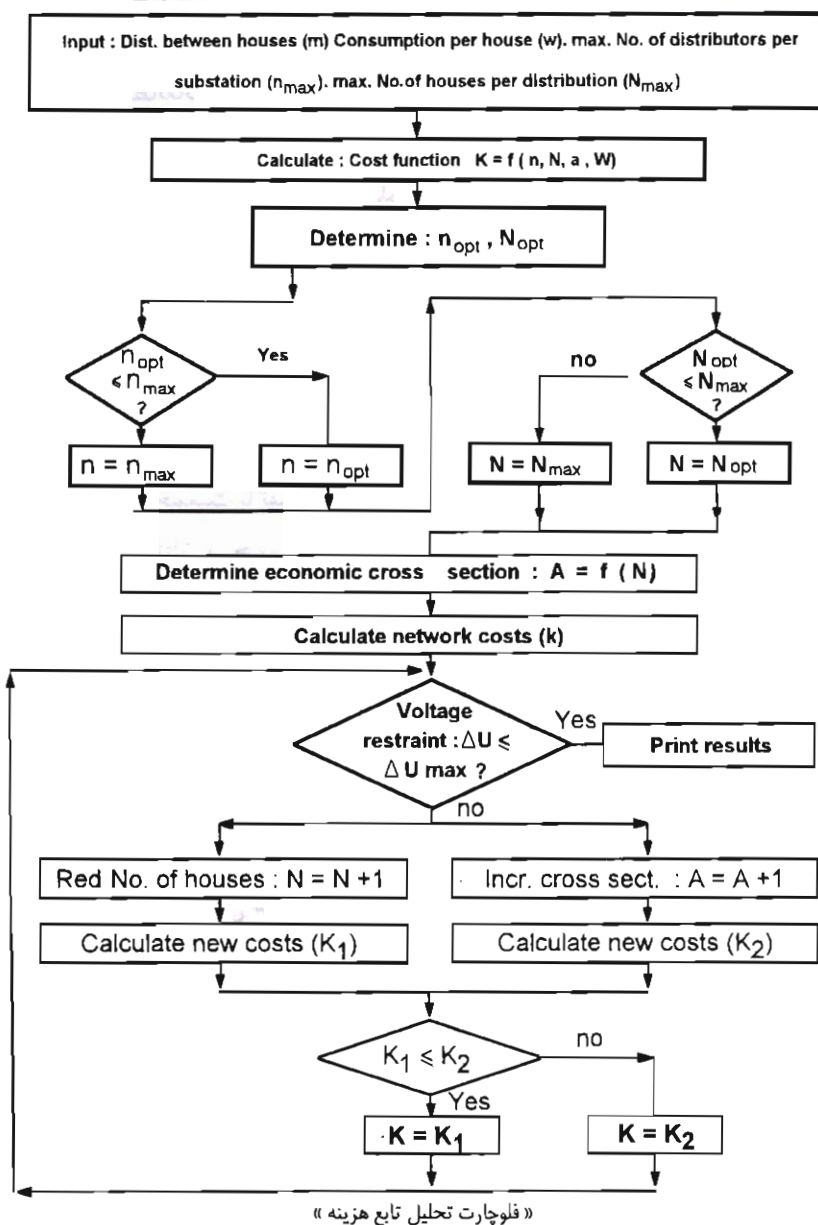 Input : Dist. between houses (m) Consumption per house (w). max. No. of distributors per
substation (nmax). max. No.of houses per distribution (Nmax)
Calculate : Cost function K = f ( n, N, a , W)
Determine : nopt , Nopt
nopt
≤ nmax
?
Yes
n = nmax
n = nopt
Nopt
≤ Nmax
?
no
N = Nmax
N = Nopt
Determine economic cross section : A = f ( N )
Calculate network costs (k)
Voltage
restraint : ΔU ≤
Δ U max ?
Yes
Print results
no
Red No. of houses : N = N +1
Incr. cross sect. : A = A +1
Calculate new costs (K1)
Calculate new costs (K2)
K1 ≤ K2
no
Yes
K = K1
K = K2
« فلوچارت تحلیل تابع هزینه »